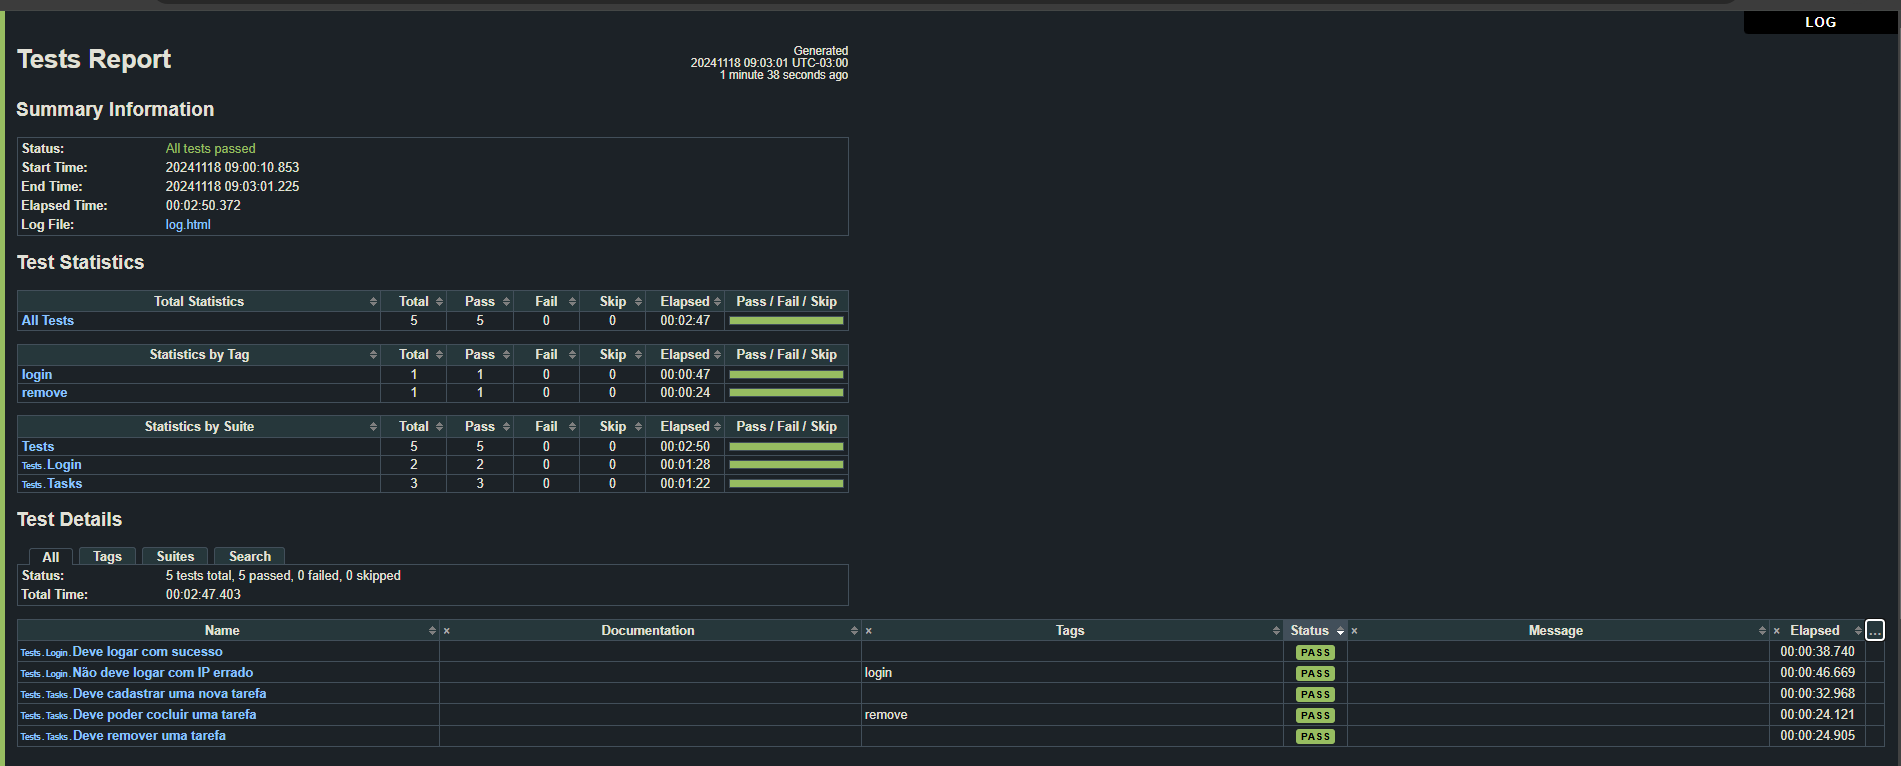 LOG
Tests Report
Generated
20241118 09:03:01 UTC-03:00
1 minute 38 seconds ago
Summary Information
Status: All tests passed
Start Time: 20241118 09:00:10.853
End Time: 20241118 09:03:01.225
Elapsed Time: 00:02:50.372
Log File: log.html
Test Statistics
Total Statistics Total Pass Fail Skip Elapsed Pass / Fail / Skip
All Tests 5 5 0 0 00:02:47
Statistics by Tag Total Pass Fail Skip Elapsed Pass / Fail / Skip
login 1 1 0 0 00:00:47
remove 1 1 0 0 00:00:24
Statistics by Suite Total Pass Fail Skip Elapsed Pass / Fail / Skip
Tests 5 5 0 0 00:02:50
Tests . Login 2 2 0 0 00:01:28
Tests . Tasks 3 3 0 0 00:01:22
Test Details
All Tags Suites Search
Status: 5 tests total, 5 passed, 0 failed, 0 skipped
Total Time: 00:02:47.403
Name × Documentation × Tags Status × Message × Elapsed ...
Tests . Login . Deve logar com sucesso PASS 00:00:38.740
Tests . Login . Não deve logar com IP errado login PASS 00:00:46.669
Tests . Tasks . Deve cadastrar uma nova tarefa PASS 00:00:32.968
Tests . Tasks . Deve poder cocluir uma tarefa remove PASS 00:00:24.121
Tests . Tasks . Deve remover uma tarefa PASS 00:00:24.905